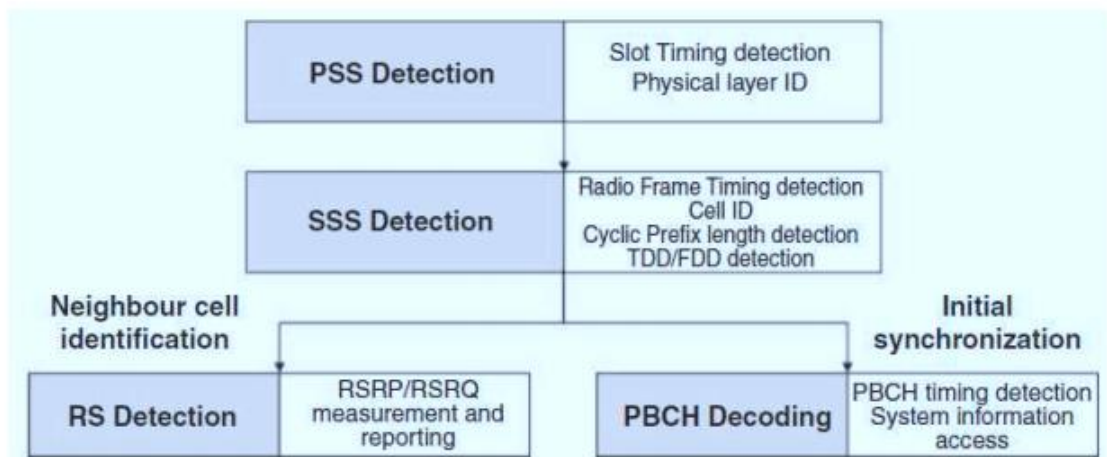 PSS Detection
Slot Timing detection
Physical layer ID
SSS Detection
Radio Frame Timing detection
Cell ID
Cyclic Prefix length detection
TDD/FDD detection
Neighbour cell
identification
Initial
synchronization
RS Detection
RSRP/RSRQ
measurement and
reporting
PBCH Decoding
PBCH timing detection
System information
access